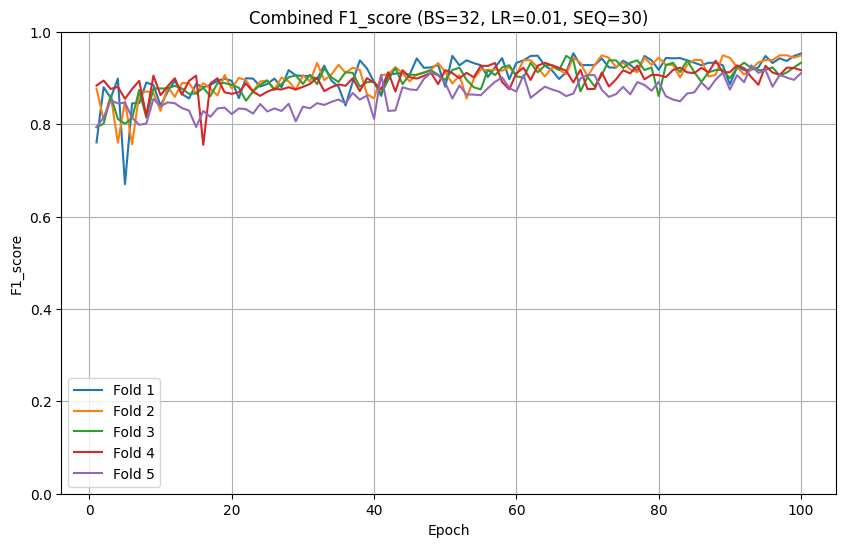 Combined F1_score (BS=32, LR=0.01, SEQ=30)
1.0
0.8
0.6
0.4
0.2
0.0
F1_score
Fold 1
Fold 2
Fold 3
Fold 4
Fold 5
0 20 40 60 80 100
Epoch